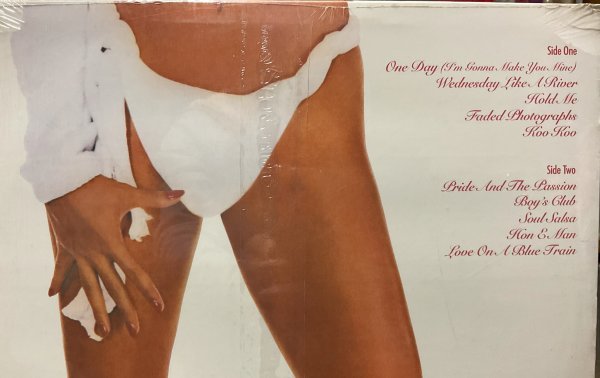 Side One
One Day (I'm Gonna Make You Mine)
Wednesday Like A River
Hold Me
Faded Photographs
Koo Koo
Side Two
Pride And The Passion
Boy's Club
Soul Salsa
Hon E Man
Love On A Blue Train